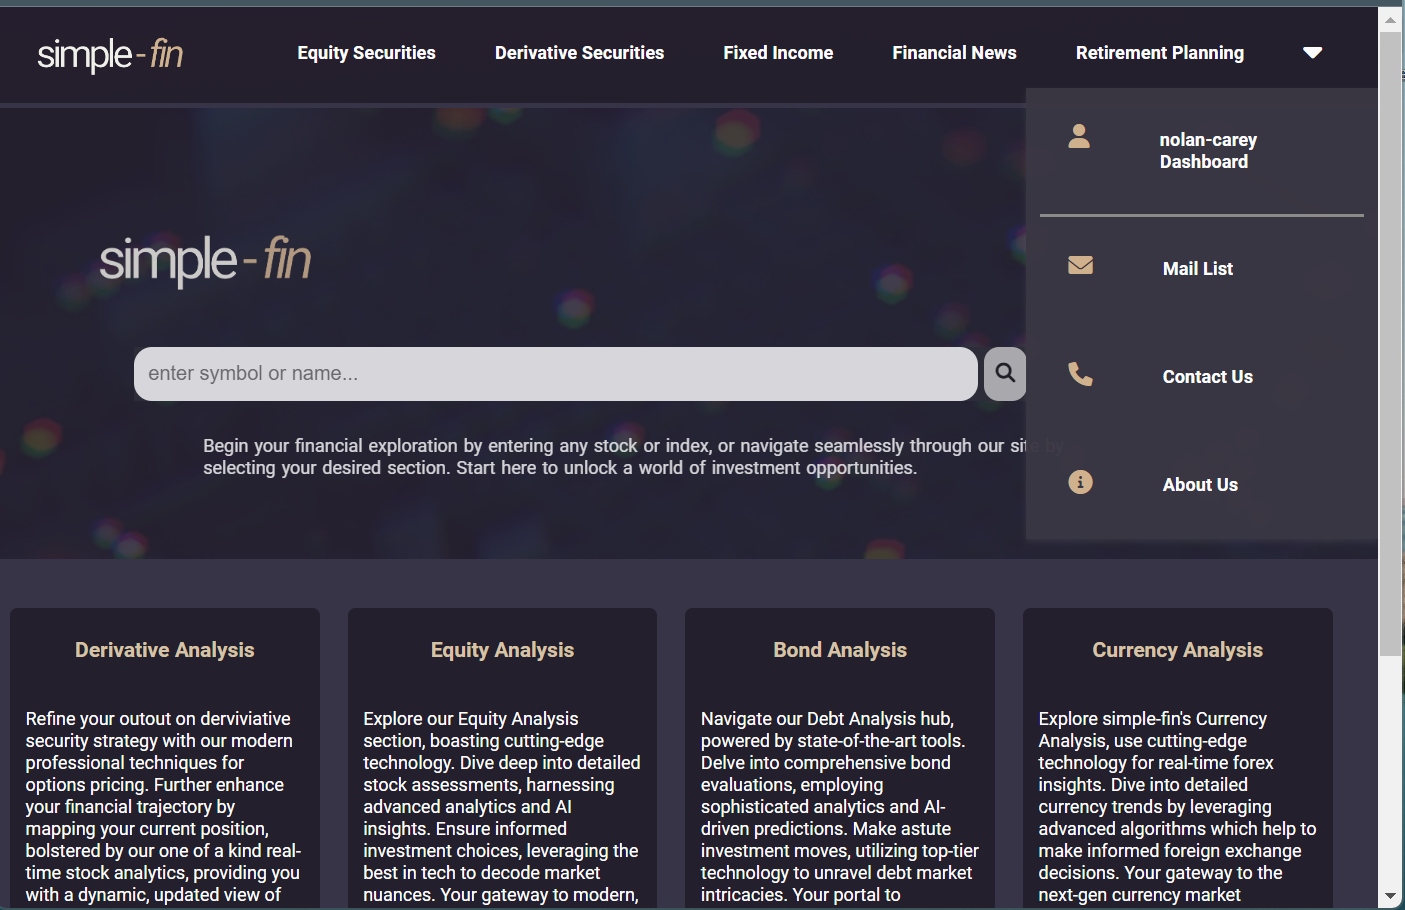 simple-fin
Equity Securities
Derivative Securities
Fixed Income
Financial News
Retirement Planning
nolan-carey
Dashboard
Mail List
Contact Us
About Us
simple-fin
enter symbol or name...
Begin your financial exploration by entering any stock or index, or navigate seamlessly through our site by
selecting your desired section. Start here to unlock a world of investment opportunities.
Derivative Analysis
Refine your outout on derviviative
security strategy with our modern
professional techniques for
options pricing. Further enhance
your financial trajectory by
mapping your current position,
bolstered by our one of a kind real-
time stock analytics, providing you
with a dynamic, updated view of
Equity Analysis
Explore our Equity Analysis
section, boasting cutting-edge
technology. Dive deep into detailed
stock assessments, harnessing
advanced analytics and AI
insights. Ensure informed
investment choices, leveraging the
best in tech to decode market
nuances. Your gateway to modern,
Bond Analysis
Navigate our Debt Analysis hub,
powered by state-of-the-art tools.
Delve into comprehensive bond
evaluations, employing
sophisticated analytics and AI-
driven predictions. Make astute
investment moves, utilizing top-tier
technology to unravel debt market
intricacies. Your portal to
Currency Analysis
Explore simple-fin's Currency
Analysis, use cutting-edge
technology for real-time forex
insights. Dive into detailed
currency trends by leveraging
advanced algorithms which help to
make informed foreign exchange
decisions. Your gateway to the
next-gen currency market